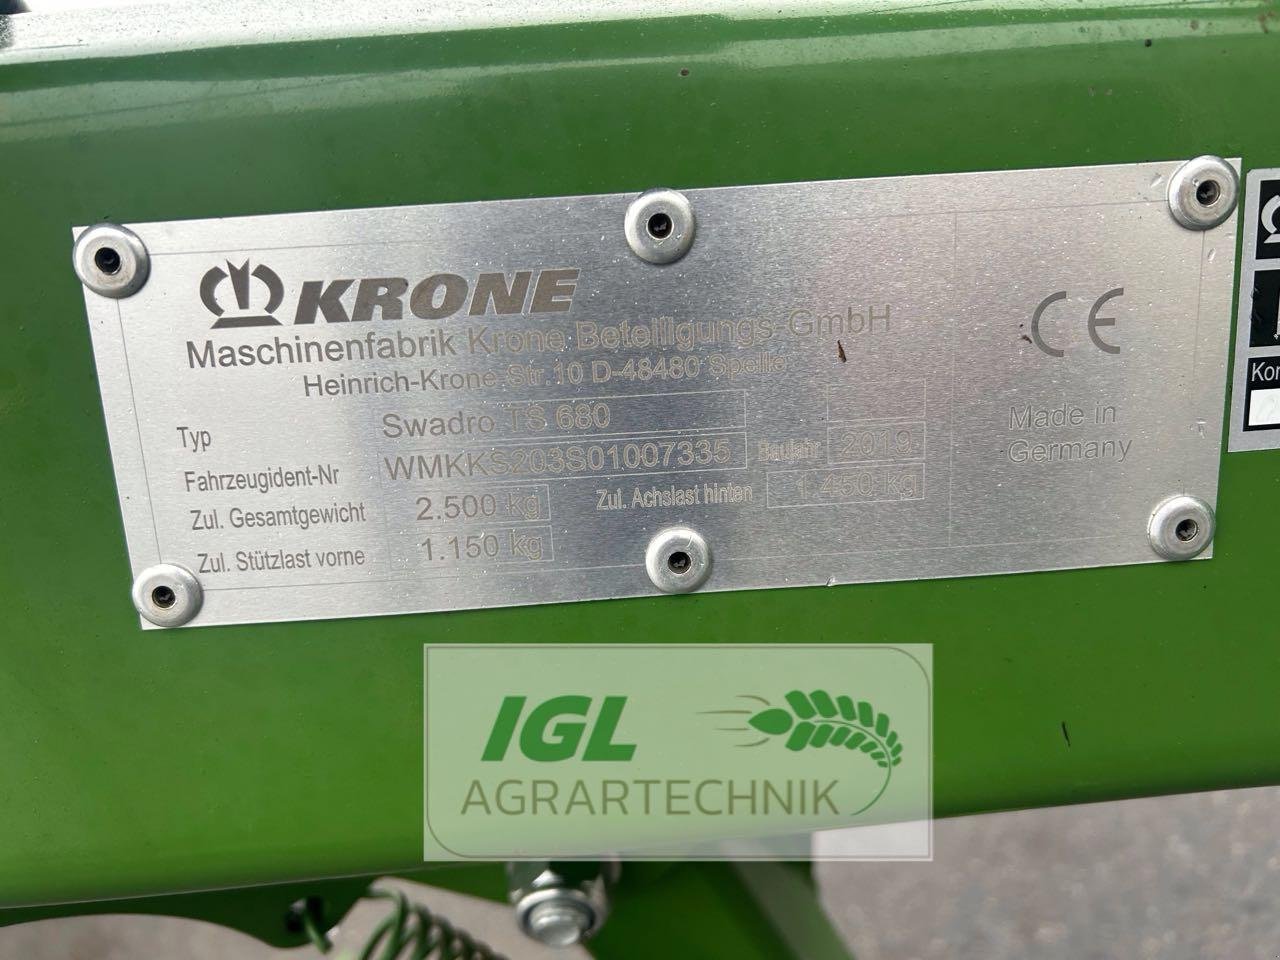 KRONE
Maschinenfabrik Krone Beteiligungs-GmbH
Heinrich-Krone-Str.10 D-48480 Spelle
Typ Swadro TS 680
Fahrzeugident-Nr WMKKS203S01007335 Baujahr
Zul. Gesamtgewicht 2.500 kg Zul. Achslast hinten 1.450 kg
Zul. Stützlast vorne 1.150 kg
CE
Made in
Germany
IGL
AGRARTECHNIK